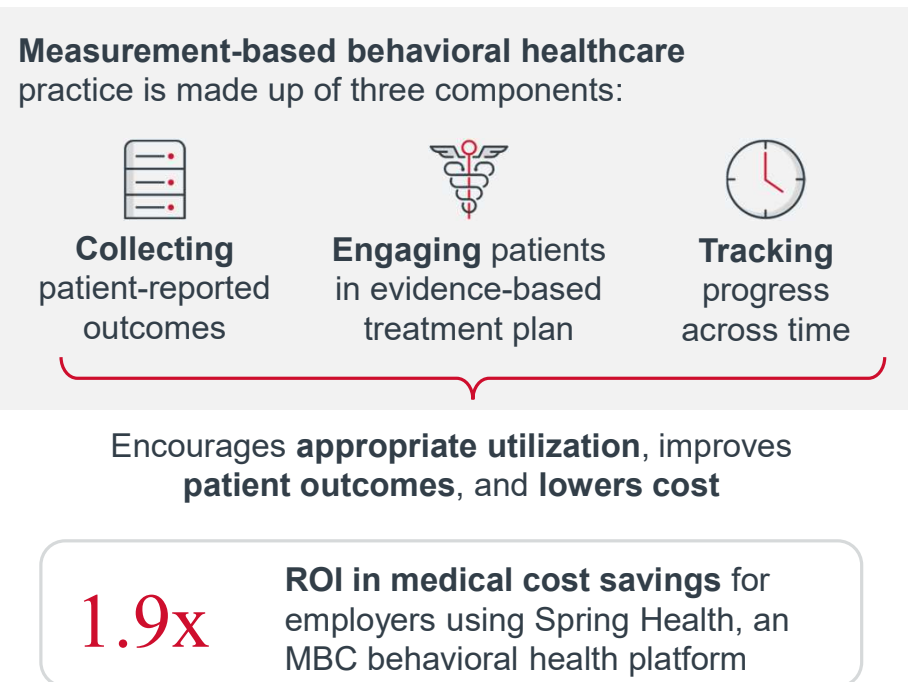 Measurement-based behavioral healthcare
practice is made up of three components:
Collecting
patient-reported
outcomes
Engaging patients
in evidence-based
treatment plan
Tracking
progress
across time
Encourages appropriate utilization, improves
patient outcomes, and lowers cost
1.9x
ROI in medical cost savings for
employers using Spring Health, an
MBC behavioral health platform